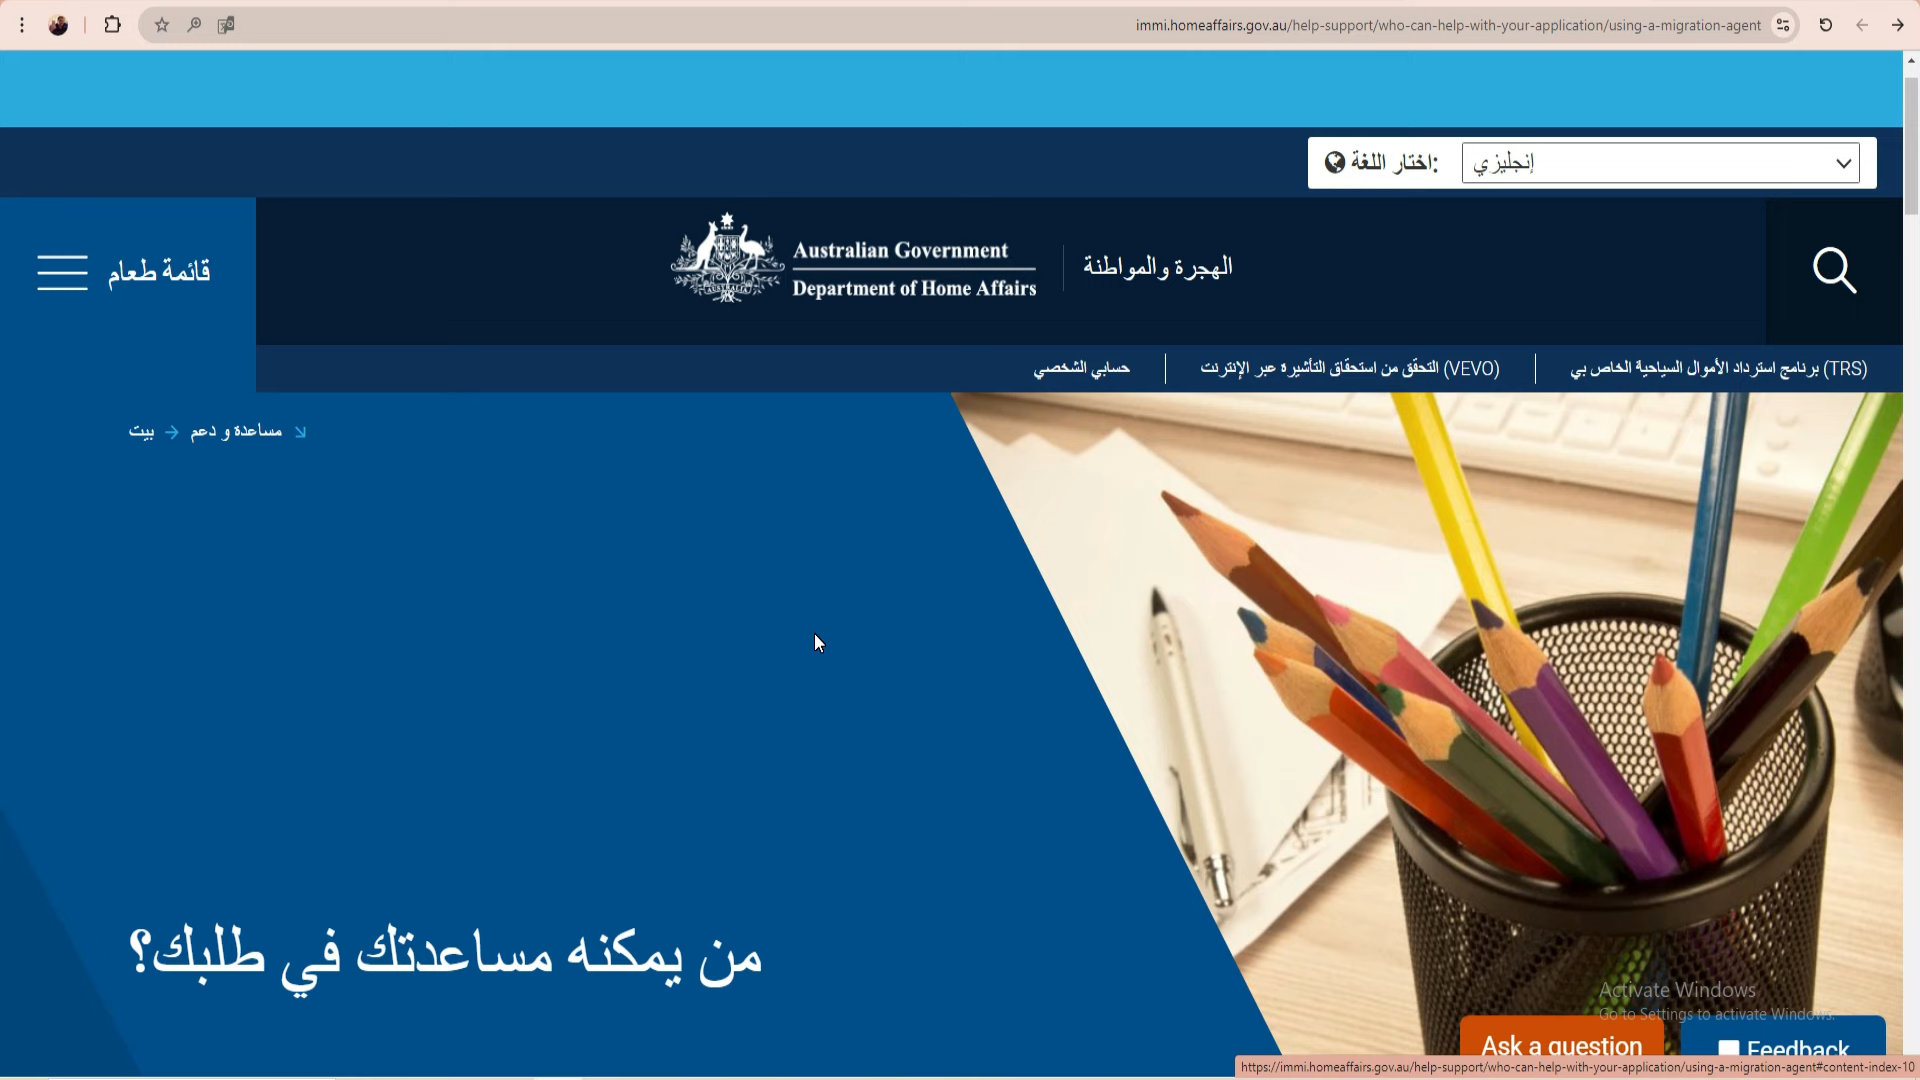 immi.homeaffairs.gov.au/help-support/who-can-help-with-your-application/using-a-migration-agent
اختار اللغة:
إنجليزي
قائمة طعام
Australian Government
Department of Home Affairs
الهجرة والمواطنة
حسابي الشخصي
التحقق من استحقاق التأشيرة عبر الإنترنت (VEVO)
برنامج استرداد الأموال السياحية الخاص بي (TRS)
بيت
مساعدة و دعم
من يمكنه مساعدتك في طلبك؟
Activate Windows
Go to Settings to activate Windows.
Ask a question
Feedback
https://immi.homeaffairs.gov.au/help-support/who-can-help-with-your-application/using-a-migration-agent#content-index-10